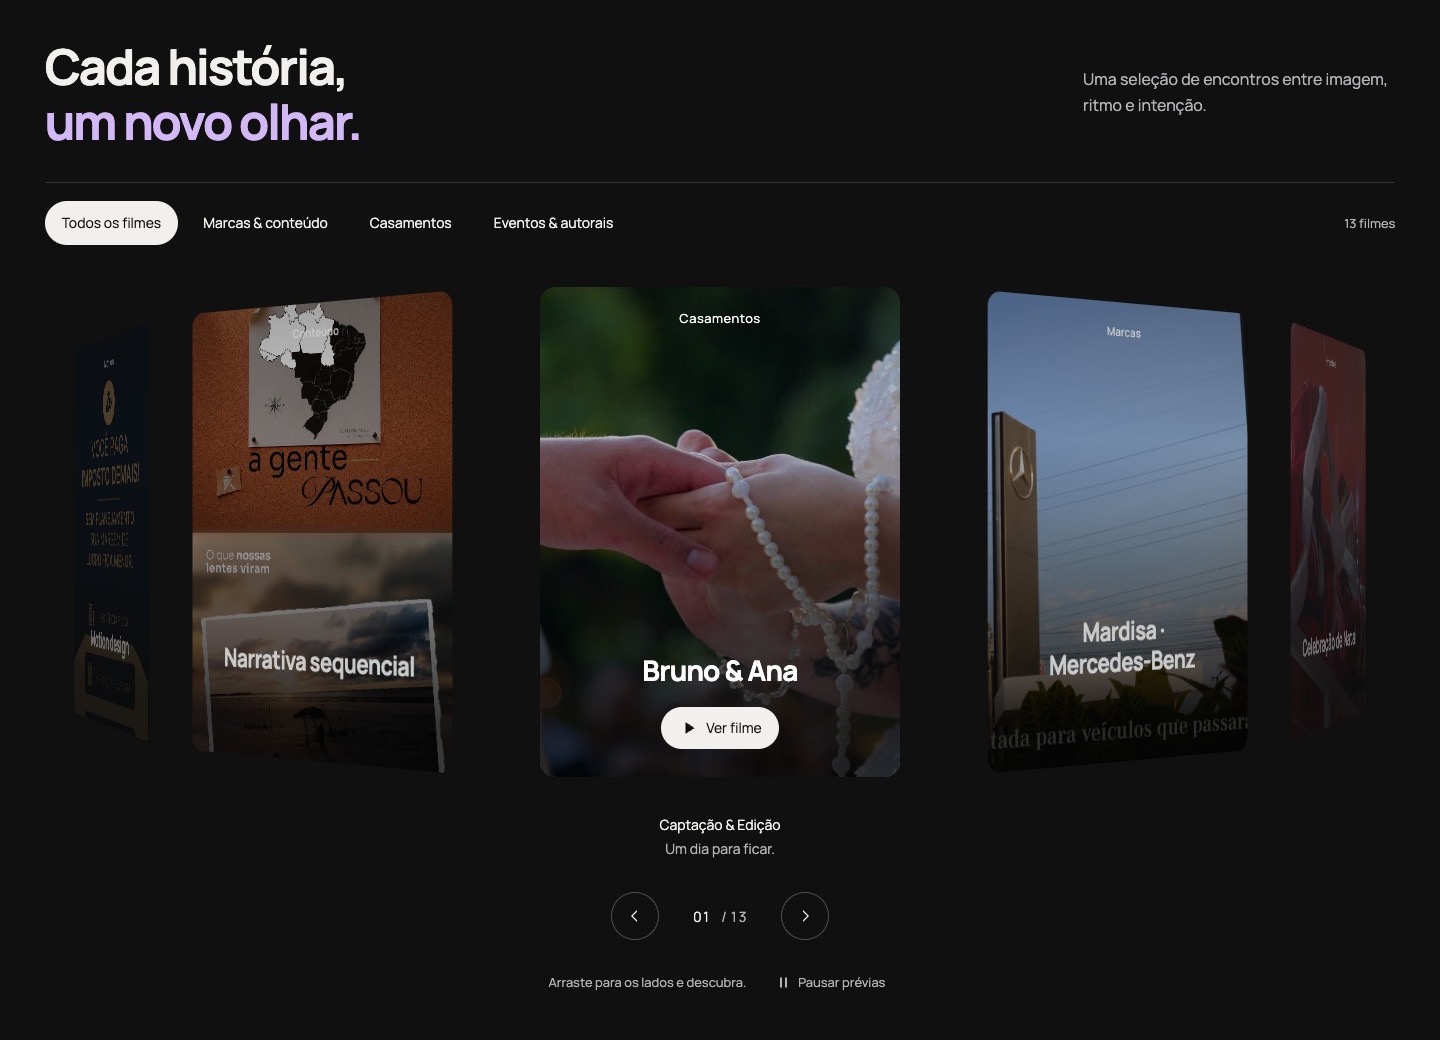 Cada história,
um novo olhar.
Uma seleção de encontros entre imagem,
ritmo e intenção.
Todos os filmes
Marcas & conteúdo
Casamentos
Eventos & autorais
13 filmes
VOCÊ PAGA
IMPOSTO DEMAIS!
SEM PLANEJAMENTO
Motion design
Conteúdo
a gente
PASSOU
O que nossas
lentes viram
Narrativa sequencial
Casamentos
Bruno & Ana
Ver filme
Marcas
Mardisa ·
Mercedes-Benz
tada para veículos que passar
Celebração de Natal
Captação & Edição
Um dia para ficar.
01 / 13
Arraste para os lados e descubra.
Pausar prévias